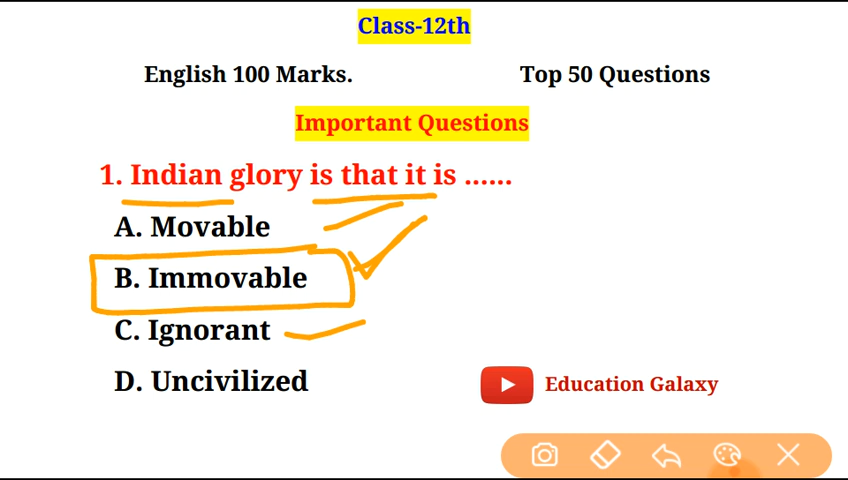 Class-12th
English 100 Marks. Top 50 Questions
Important Questions
1. Indian glory is that it is ......
A. Movable
B. Immovable
C. Ignorant
D. Uncivilized
Education Galaxy